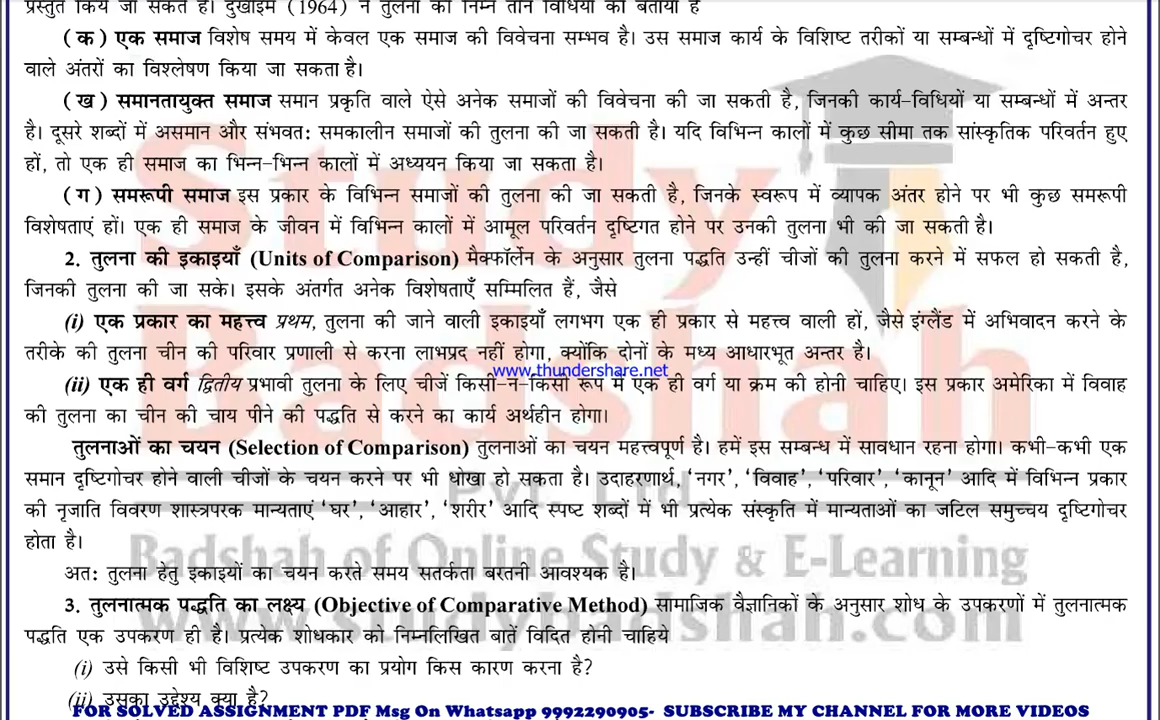 प्रस्तुत किये जा सकते हैं। दुर्खाइम (1964) ने तुलना की निम्न तीन विधियों को बताया है
(क) एक समाज विशेष समय में केवल एक समाज की विवेचना सम्भव है। उस समाज कार्य के विशिष्ट तरीकों या सम्बन्धों में दृष्टिगोचर होने
वाले अंतरों का विश्लेषण किया जा सकता है।
(ख) समानतायुक्त समाज समान प्रकृति वाले ऐसे अनेक समाजों की विवेचना की जा सकती है, जिनकी कार्य-विधियों या सम्बन्धों में अन्तर
है। दूसरे शब्दों में असमान और संभवत: समकालीन समाजों की तुलना की जा सकती है। यदि विभिन्न कालों में कुछ सीमा तक सांस्कृतिक परिवर्तन हुए
हों, तो एक ही समाज का भिन्न-भिन्न कालों में अध्ययन किया जा सकता है।
(ग) समरूपी समाज इस प्रकार के विभिन्न समाजों की तुलना की जा सकती है, जिनके स्वरूप में व्यापक अंतर होने पर भी कुछ समरूपी
विशेषताएं हों। एक ही समाज के जीवन में विभिन्न कालों में आमूल परिवर्तन दृष्टिगत होने पर उनकी तुलना भी की जा सकती है।
2. तुलना की इकाइयाँ (Units of Comparison) मैक्फॉर्लेन के अनुसार तुलना पद्धति उन्हीं चीजों की तुलना करने में सफल हो सकती है,
जिनकी तुलना की जा सके। इसके अंतर्गत अनेक विशेषताएँ सम्मिलित हैं, जैसे
(i) एक प्रकार का महत्त्व प्रथम, तुलना की जाने वाली इकाइयाँ लगभग एक ही प्रकार से महत्त्व वाली हों, जैसे इंग्लैंड में अभिवादन करने के
तरीके की तुलना चीन की परिवार प्रणाली से करना लाभप्रद नहीं होगा, क्योंकि दोनों के मध्य आधारभूत अन्तर है।
www.thundershare.net
(ii) एक ही वर्ग द्वितीय प्रभावी तुलना के लिए चीजें किसी-न-किसी रूप में एक ही वर्ग या क्रम की होनी चाहिए। इस प्रकार अमेरिका में विवाह
की तुलना का चीन की चाय पीने की पद्धति से करने का कार्य अर्थहीन होगा।
तुलनाओं का चयन (Selection of Comparison) तुलनाओं का चयन महत्त्वपूर्ण है। हमें इस सम्बन्ध में सावधान रहना होगा। कभी-कभी एक
समान दृष्टिगोचर होने वाली चीजों के चयन करने पर भी धोखा हो सकता है। उदाहरणार्थ, ‘नगर’, ‘विवाह’, ‘परिवार’, ‘कानून’ आदि में विभिन्न प्रकार
की नृजाति विवरण शास्त्रपरक मान्यताएं ‘घर’, ‘आहार’, ‘शरीर’ आदि स्पष्ट शब्दों में भी प्रत्येक संस्कृति में मान्यताओं का जटिल समुच्चय दृष्टिगोचर
होता है।
अत: तुलना हेतु इकाइयों का चयन करते समय सतर्कता बरतनी आवश्यक है।
3. तुलनात्मक पद्धति का लक्ष्य (Objective of Comparative Method) सामाजिक वैज्ञानिकों के अनुसार शोध के उपकरणों में तुलनात्मक
पद्धति एक उपकरण ही है। प्रत्येक शोधकार को निम्नलिखित बातें विदित होनी चाहिये
(i) उसे किसी भी विशिष्ट उपकरण का प्रयोग किस कारण करना है?
(ii) उसका उद्देश्य क्या है?
FOR SOLVED ASSIGNMENT PDF Msg On Whatsapp 9992290905- SUBSCRIBE MY CHANNEL FOR MORE VIDEOS
Study
Badshah
Pvt. Ltd.
Badshah of Online Study & E-Learning
www.studybadshah.com